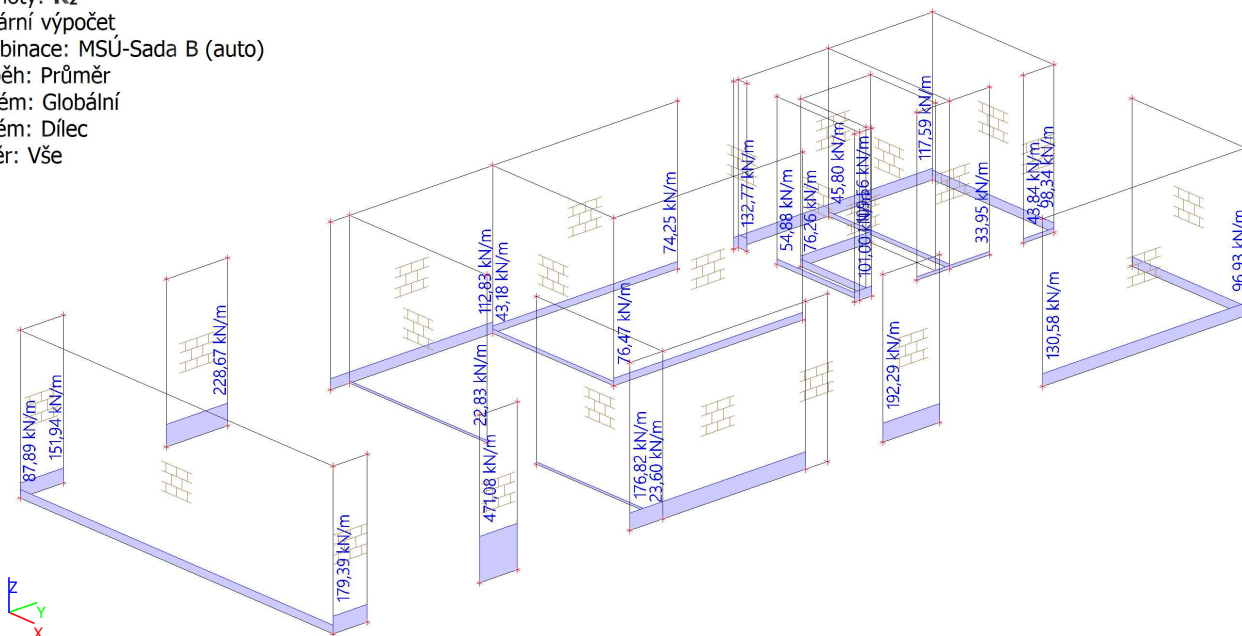 Rz
ární výpočet
binace: MSÚ-Sada B (auto)
ěh: Průměr
ém: Globální
ém: Dílec
ěr: Vše
117,59 kN/m
132,77 kN/m
45,80 kN/m
43,84 kN/m
98,34 kN/m
74,25 kN/m
54,88 kN/m
76,26 kN/m
101,00 kN/m
33,95 kN/m
96,93 kN/m
112,83 kN/m
43,18 kN/m
76,47 kN/m
130,58 kN/m
228,67 kN/m
22,83 kN/m
192,29 kN/m
87,89 kN/m
151,94 kN/m
471,08 kN/m
176,82 kN/m
23,60 kN/m
179,39 kN/m
Z
Y
X